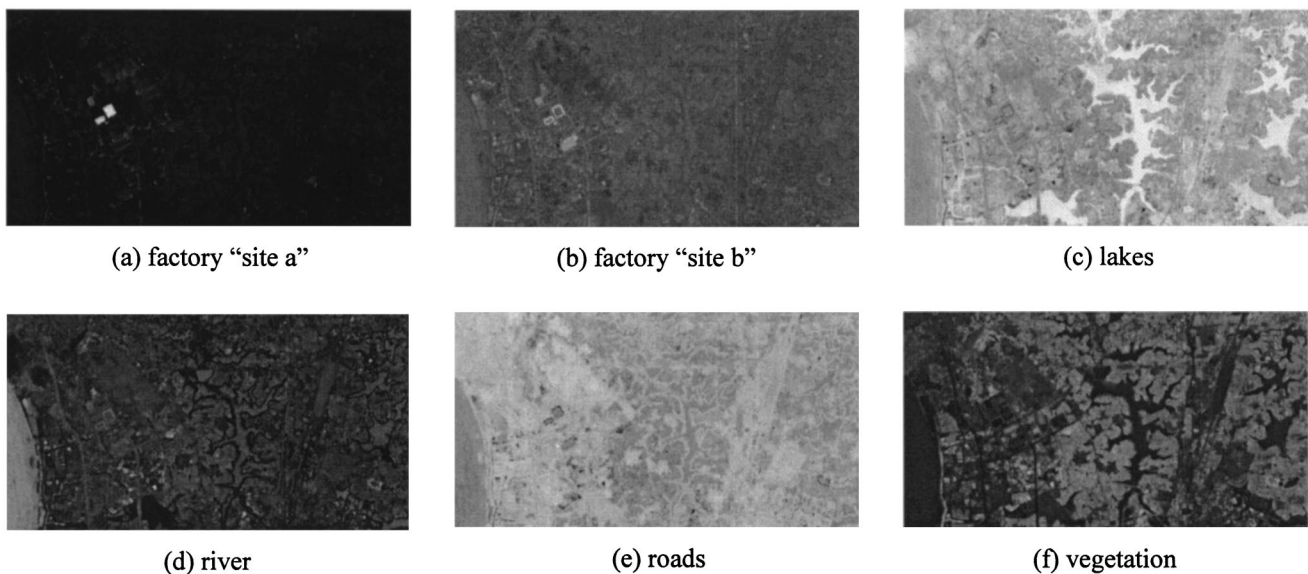 (a) factory “site a”
(b) factory “site b”
(c) lakes
(d) river
(e) roads
(f) vegetation